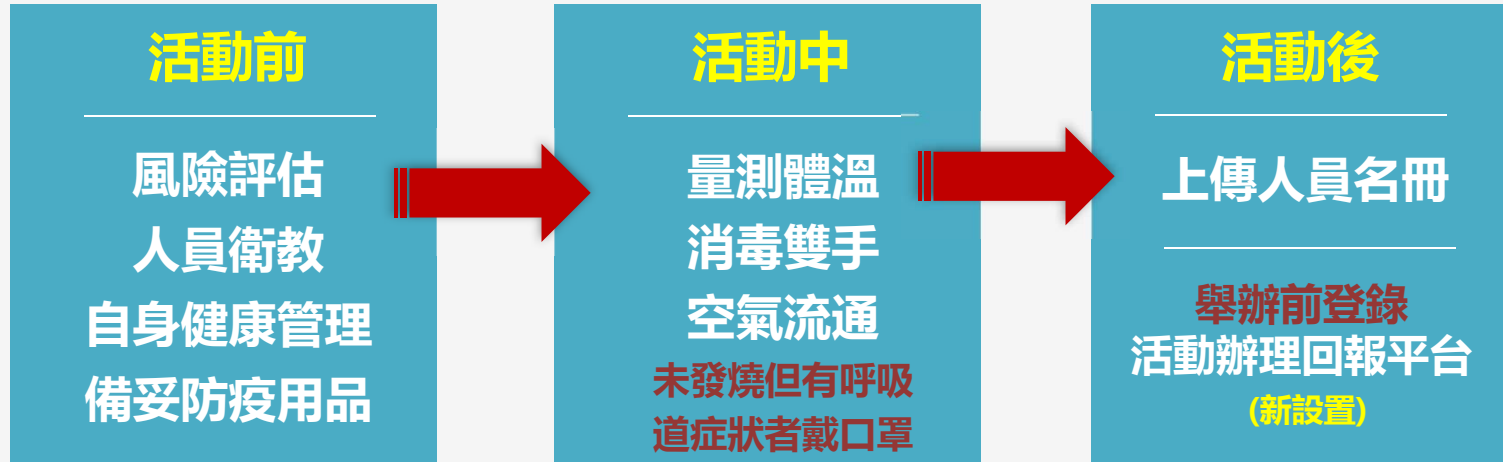 活動前
風險評估
人員衛教
自身健康管理
備妥防疫用品
活動中
量測體溫
消毒雙手
空氣流通
未發燒但有呼吸
道症狀者戴口罩
活動後
上傳人員名冊
舉辦前登錄
活動辦理回報平台
(新設置)